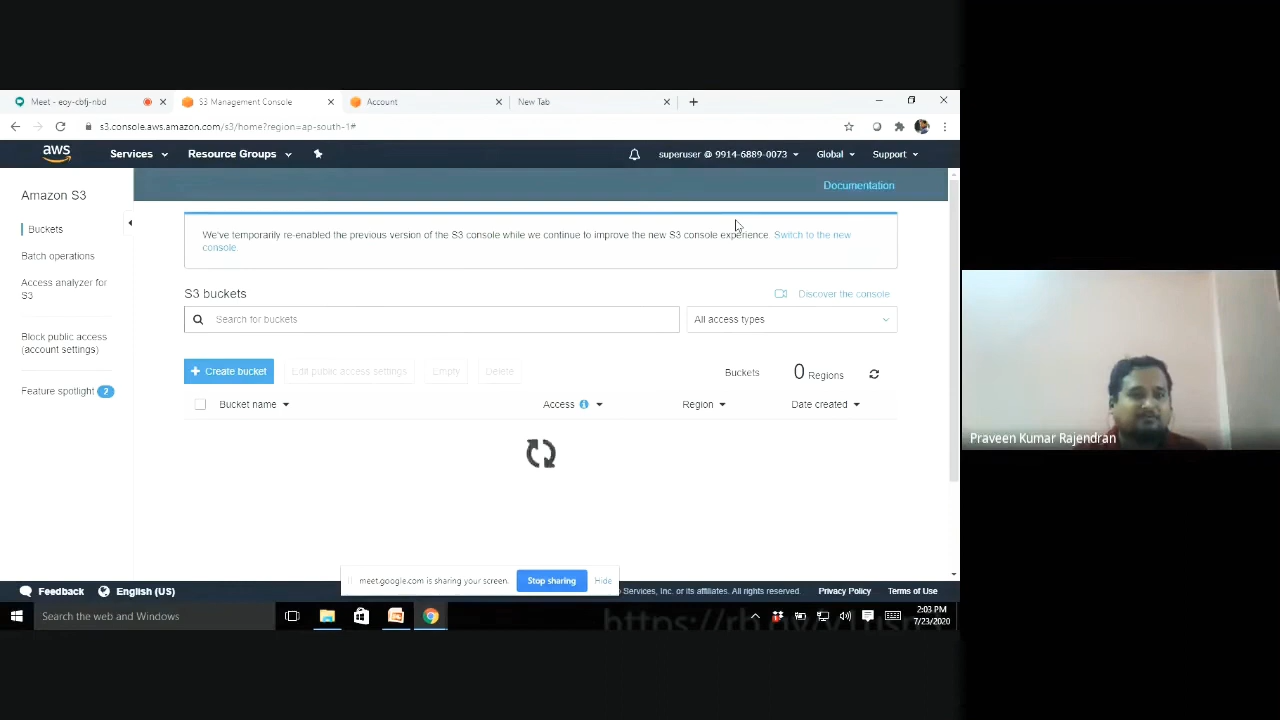 Meet - eoy-cbfj-nbd
S3 Management Console
Account
New Tab
s3.console.aws.amazon.com/s3/home?region=ap-south-1#
aws
Services
Resource Groups
superuser @ 9914-6889-0073
Global
Support
Amazon S3
Documentation
Buckets
Batch operations
Access analyzer for
S3
Block public access
(account settings)
Feature spotlight 2
We've temporarily re-enabled the previous version of the S3 console while we continue to improve the new S3 console experience. Switch to the new
console.
S3 buckets
Discover the console
Search for buckets
All access types
+ Create bucket
Edit public access settings
Empty
Delete
Buckets
0 Regions
Bucket name
Access
Region
Date created
Praveen Kumar Rajendran
meet.google.com is sharing your screen.
Stop sharing
Hide
Feedback
English (US)
Services, Inc. or its affiliates. All rights reserved.
Privacy Policy
Terms of Use
Search the web and Windows
2:03 PM
7/23/2020